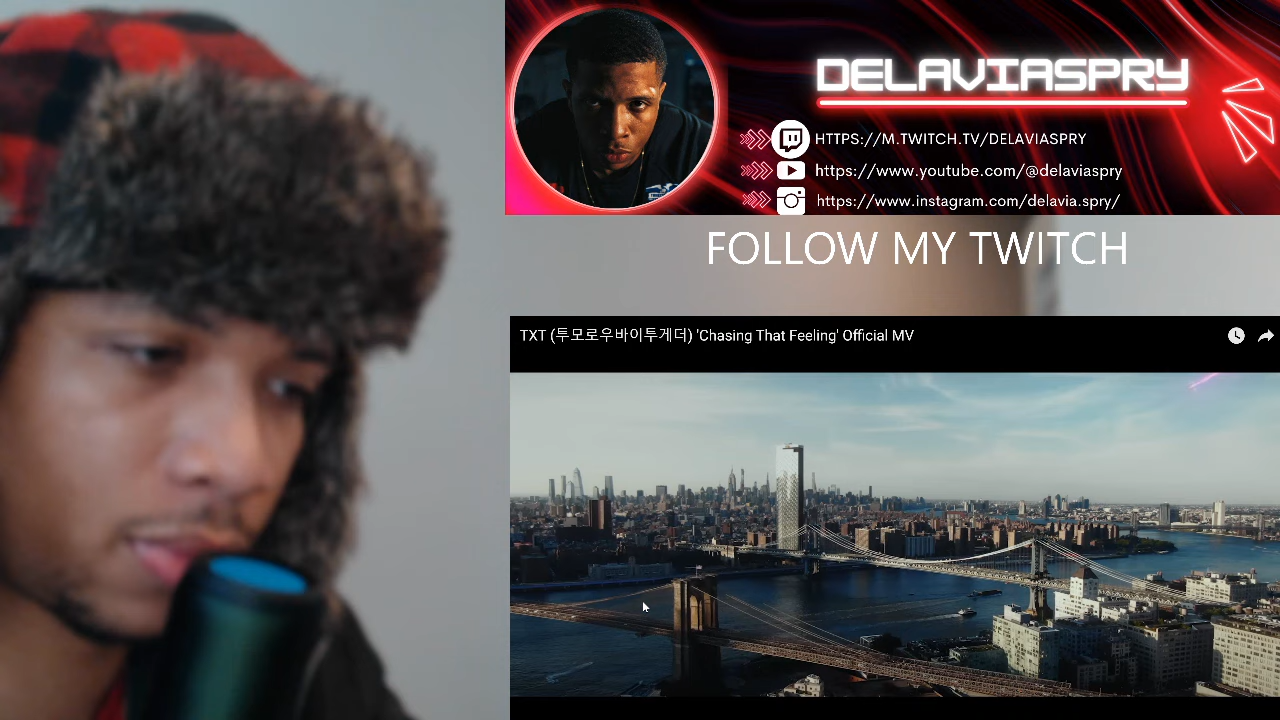 DELAVIASPRY
HTTPS://M.TWITCH.TV/DELAVIASPRY
https://www.youtube.com/@delaviaspry
https://www.instagram.com/delavia.spry/
FOLLOW MY TWITCH
TXT (투모로우바이투게더) 'Chasing That Feeling' Official MV